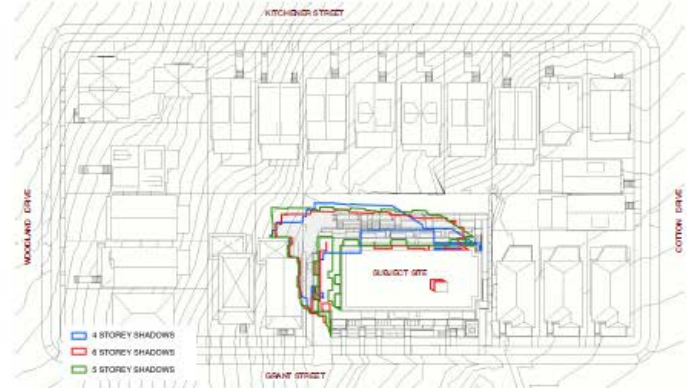 KITCHENER STREET
WOODLAND DRIVE
COTTON DRIVE
SUBJECT SITE
4 STOREY SHADOWS
6 STOREY SHADOWS
5 STOREY SHADOWS
GRANT STREET